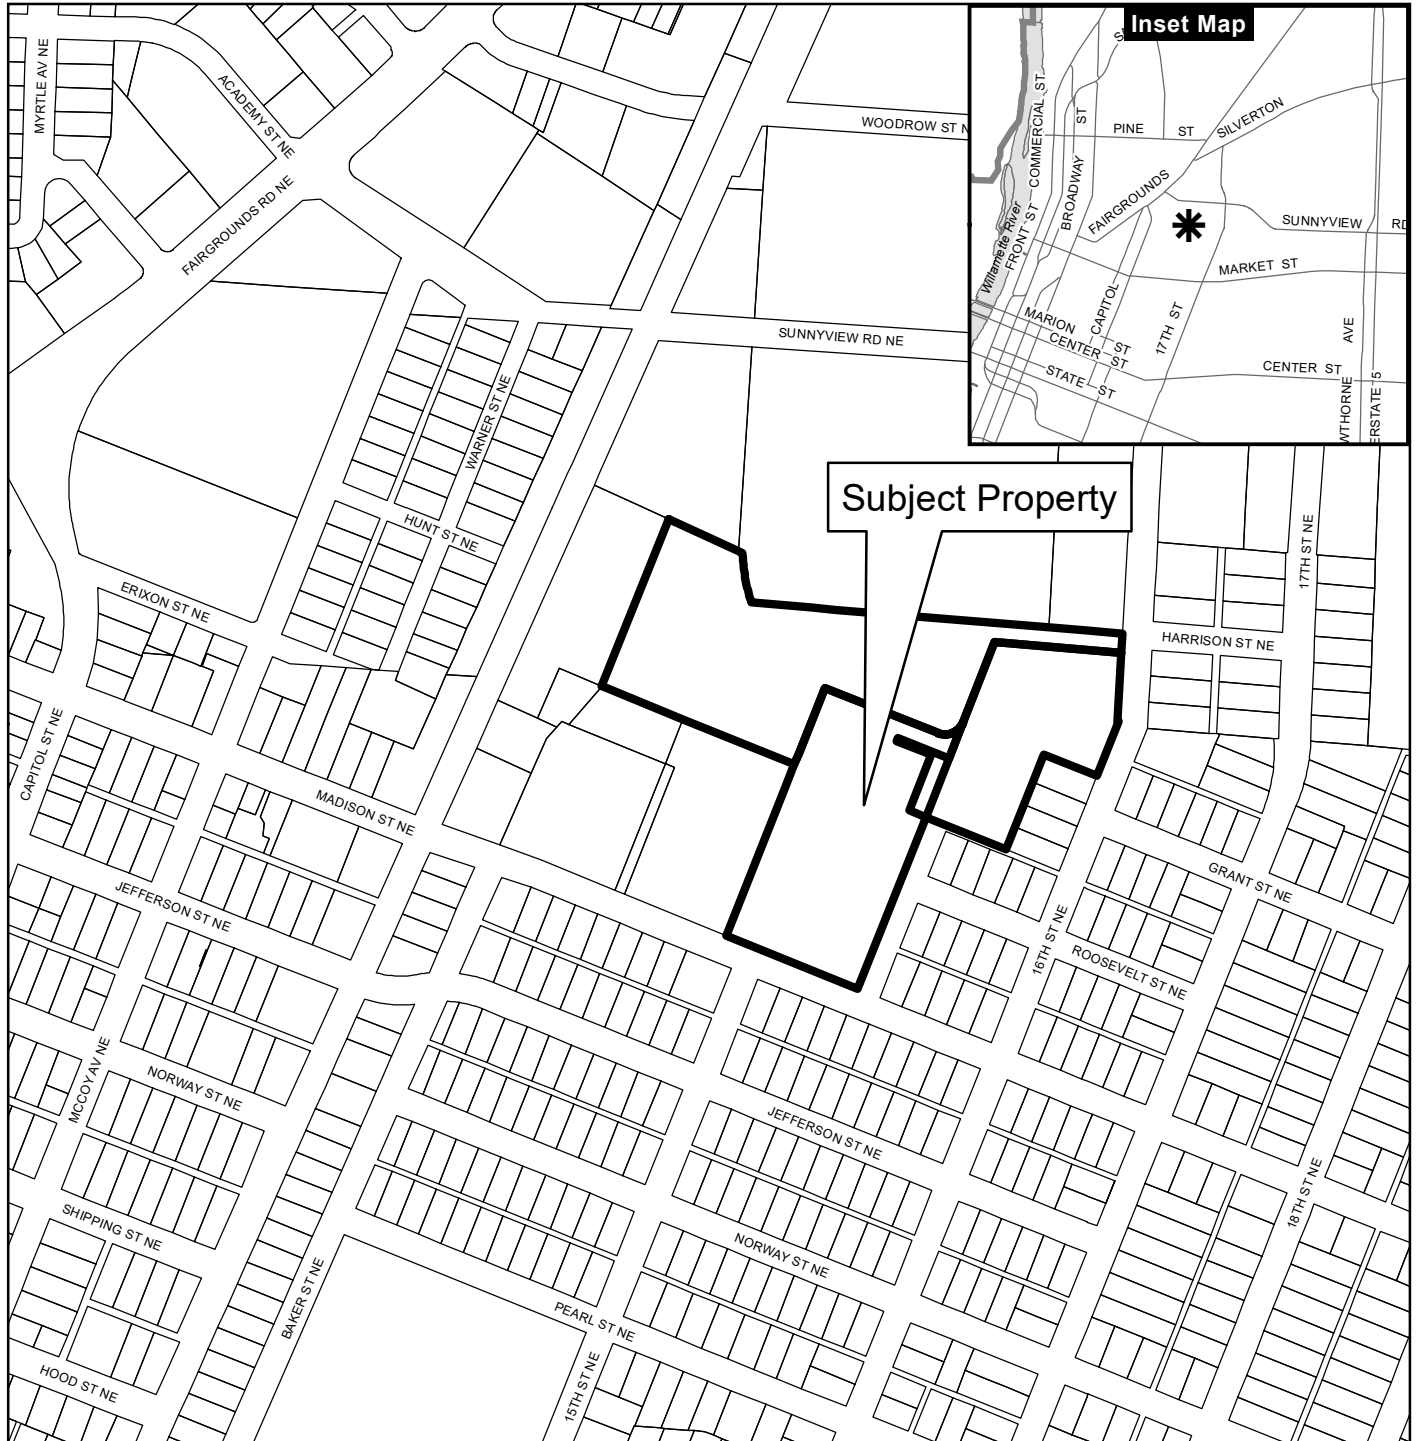 Inset Map
MYRTLE AV NE
ACADEMY ST NE
FAIRGROUNDS RD NE
WOODROW ST N
SUNNYVIEW RD NE
COMMERCIAL ST
BROADWAY ST
PINE ST
SILVERTON
FAIRGROUNDS
SUNNYVIEW RD
Willamette River
FRONT ST
MARKET ST
CAPITOL
MARION ST
CENTER ST
STATE ST
17TH ST
CENTER ST
AVE
WTHORNE
ERSTATE 5
WARNER ST NE
HUNT ST NE
Subject Property
17TH ST NE
ERIXON ST NE
HARRISON ST NE
CAPITOL ST NE
MADISON ST NE
JEFFERSON ST NE
GRANT ST NE
16TH ST NE
ROOSEVELT ST NE
MCCOY AV NE
NORWAY ST NE
JEFFERSON ST NE
SHIPPING ST NE
18TH ST NE
NORWAY ST NE
BAKER ST NE
PEARL ST NE
HOOD ST NE
15TH ST NE